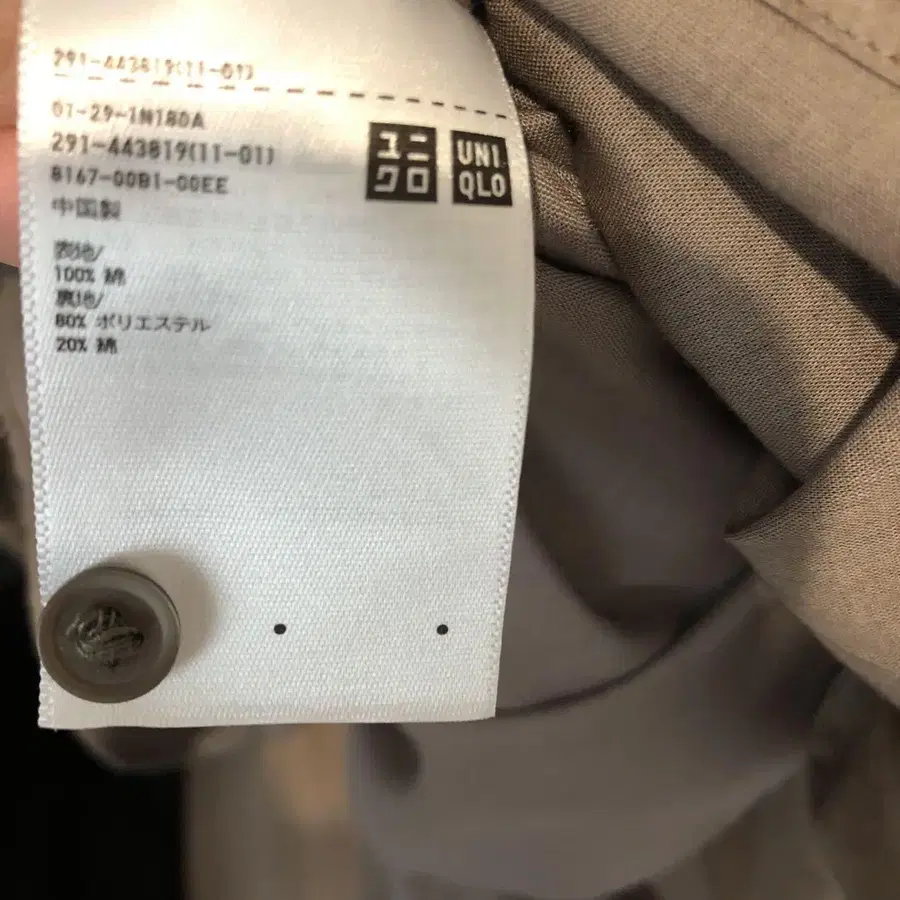 291-443819(11-01)
01-29-1N180A
291-443819(11-01)
8167-00B1-00EE
中国製
ユニ
クロ
UNI
QLO
表地/
100% 綿
裏地/
80% ポリエステル
20% 綿